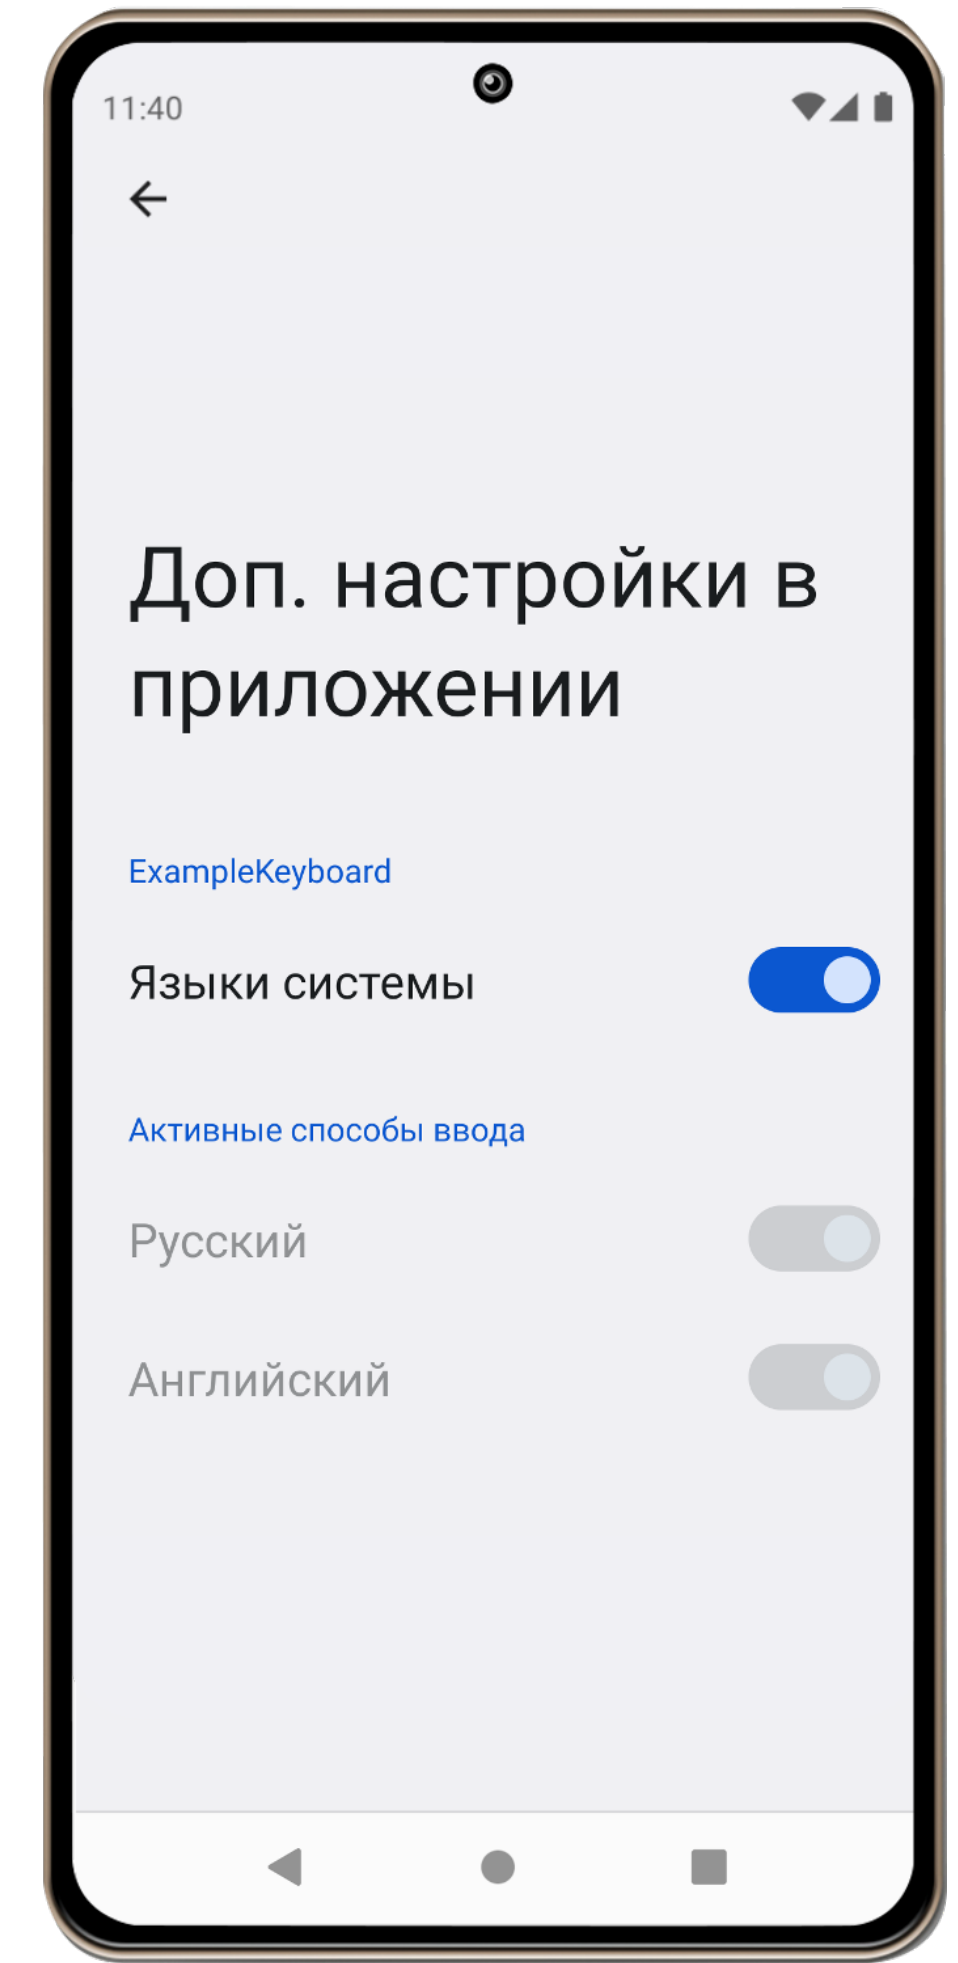 11:40
Доп. настройки в
приложении
ExampleKeyboard
Языки системы
Активные способы ввода
Русский
Английский